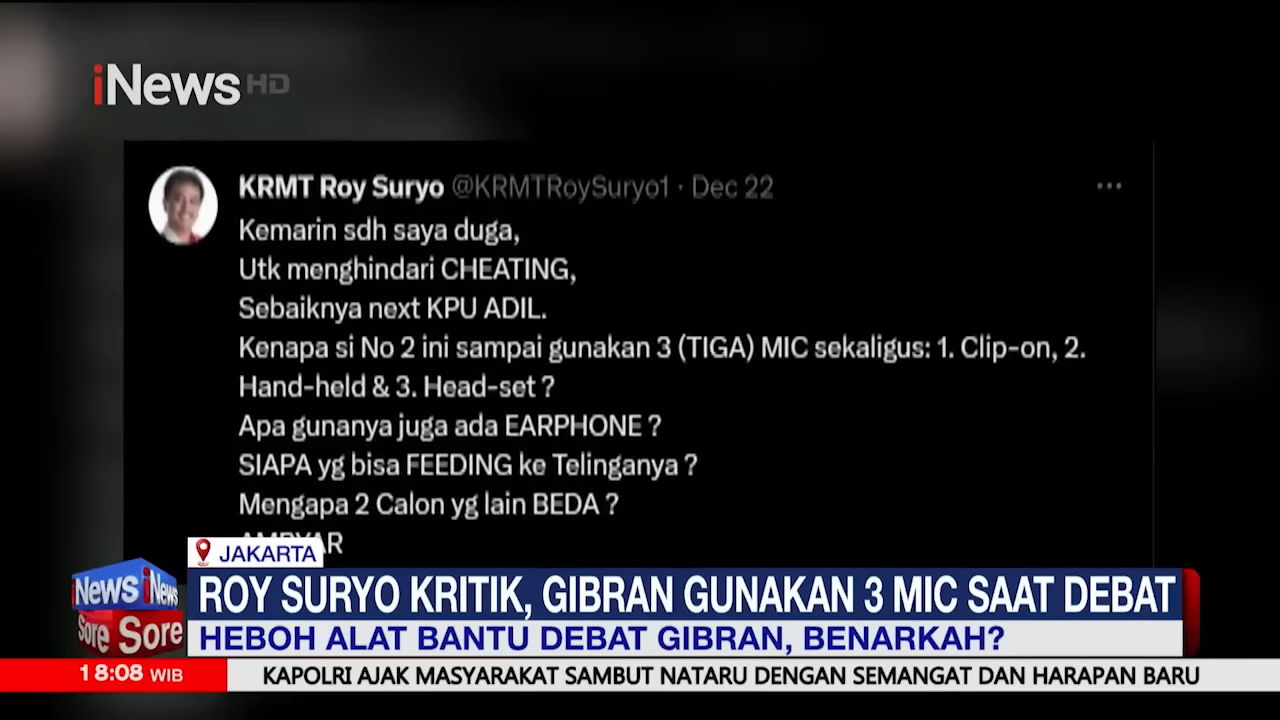 iNews HD
KRMT Roy Suryo @KRMTRoySuryo1 · Dec 22
Kemarin sdh saya duga,
Utk menghindari CHEATING,
Sebaiknya next KPU ADIL.
Kenapa si No 2 ini sampai gunakan 3 (TIGA) MIC sekaligus: 1. Clip-on, 2.
Hand-held & 3. Head-set ?
Apa gunanya juga ada EARPHONE ?
SIAPA yg bisa FEEDING ke Telinganya ?
Mengapa 2 Calon yg lain BEDA ?
JAKARTA
iNews iNews
Sore Sore
ROY SURYO KRITIK, GIBRAN GUNAKAN 3 MIC SAAT DEBAT
HEBOH ALAT BANTU DEBAT GIBRAN, BENARKAH?
18:08 WIB
KAPOLRI AJAK MASYARAKAT SAMBUT NATARU DENGAN SEMANGAT DAN HARAPAN BARU